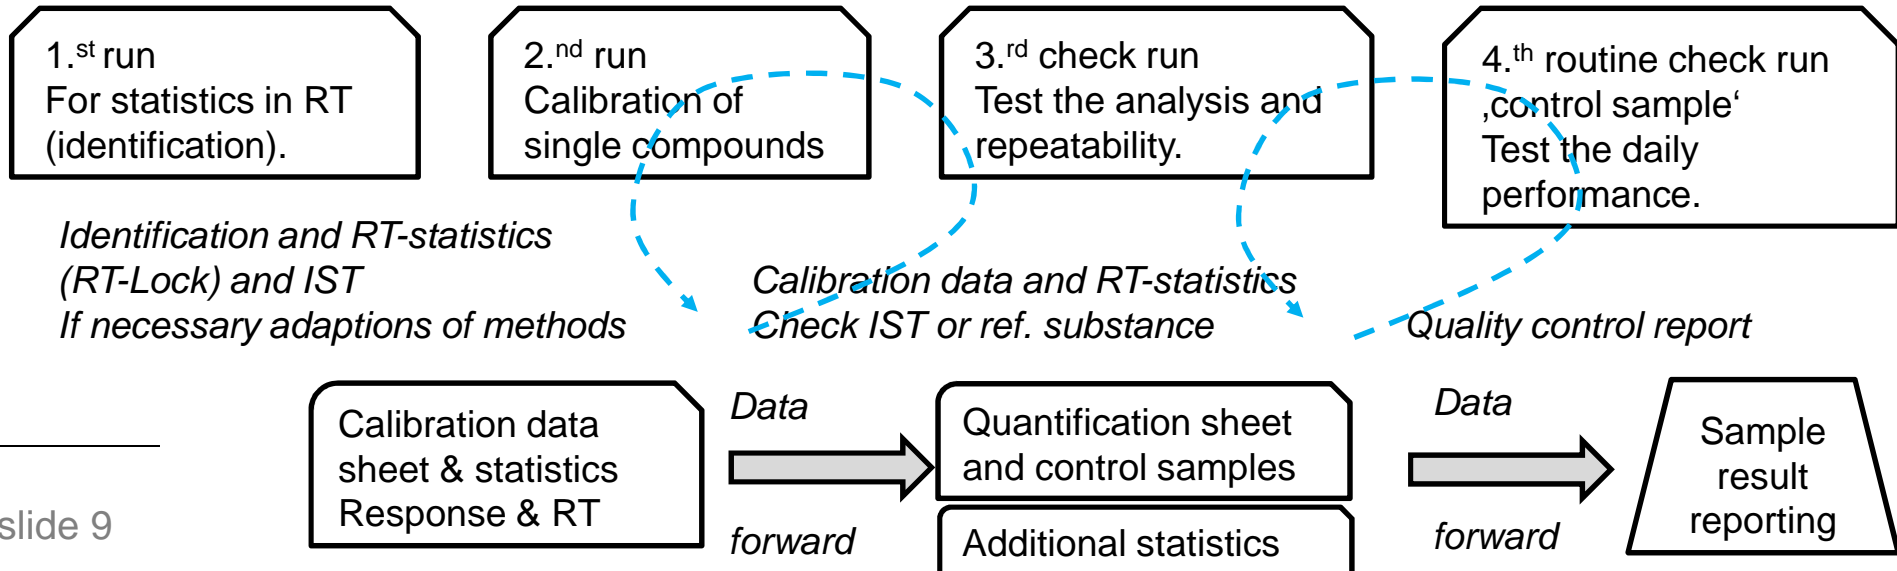 1.st run
For statistics in RT
(identification).
2.nd run
Calibration of
single compounds
3.rd check run
Test the analysis and
repeatability.
4.th routine check run
‚control sample‘
Test the daily
performance.
Identification and RT-statistics
(RT-Lock) and IST
If necessary adaptions of methods
Calibration data and RT-statistics
Check IST or ref. substance
Quality control report
Calibration data
sheet & statistics
Response & RT
Data
forward
Quantification sheet
and control samples
Additional statistics
Data
forward
Sample
result
reporting
slide 9